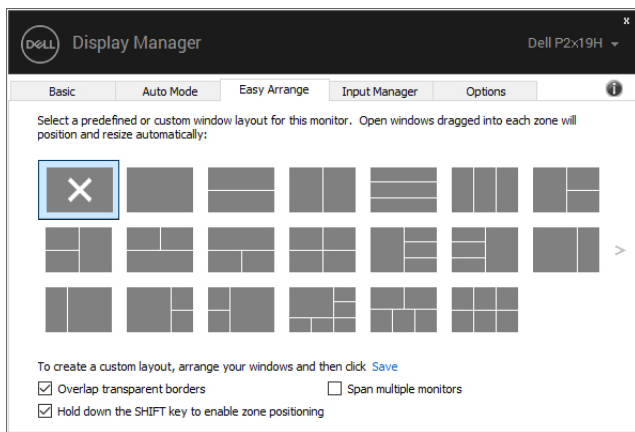 x
DELL Display Manager Dell P2x19H
Basic Auto Mode Easy Arrange Input Manager Options i
Select a predefined or custom window layout for this monitor. Open windows dragged into each zone will
position and resize automatically:
>
To create a custom layout, arrange your windows and then click Save
Overlap transparent borders Span multiple monitors
Hold down the SHIFT key to enable zone positioning